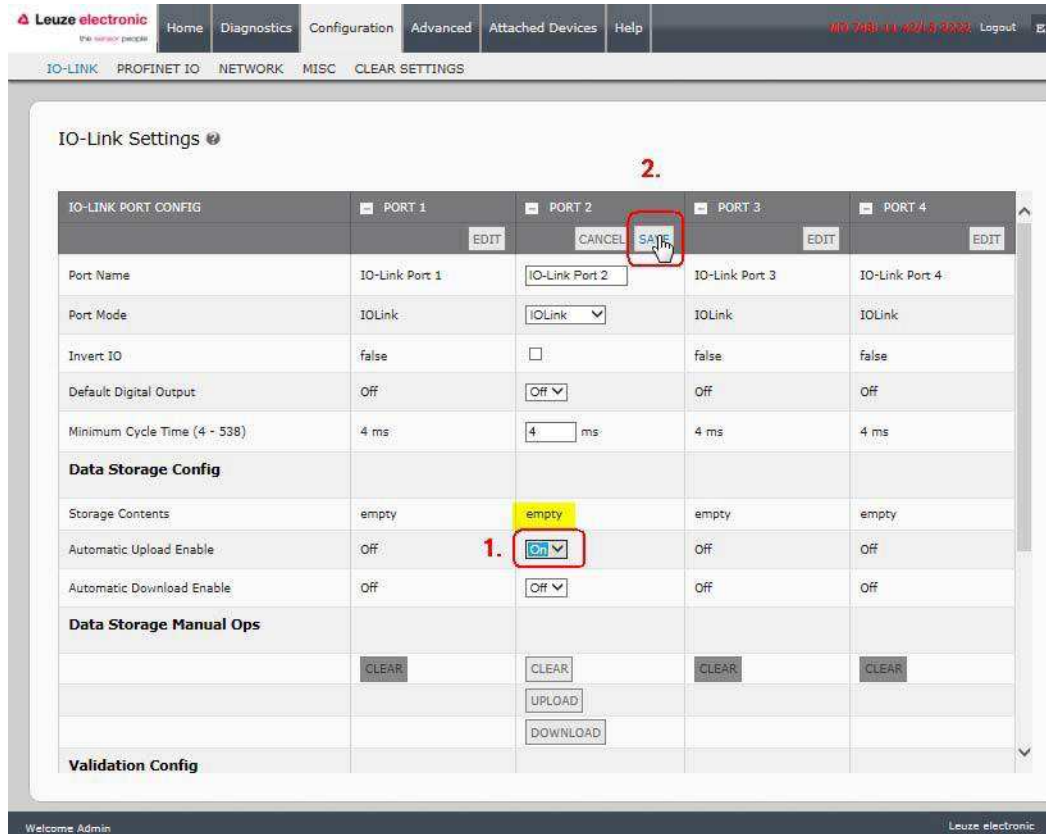 Leuze electronic
the sensor people
Home Diagnostics Configuration Advanced Attached Devices Help Logout
IO-LINK PROFINET IO NETWORK MISC CLEAR SETTINGS
IO-Link Settings
2.
IO-LINK PORT CONFIG PORT 1 PORT 2 PORT 3 PORT 4
EDIT CANCEL SAVE EDIT EDIT
Port Name IO-Link Port 1 IO-Link Port 2 IO-Link Port 3 IO-Link Port 4
Port Mode IOLink IOLink IOLink IOLink
Invert IO false false false
Default Digital Output Off Off Off Off
Minimum Cycle Time (4 - 538) 4 ms 4 ms 4 ms 4 ms
Data Storage Config
Storage Contents empty empty empty empty
Automatic Upload Enable Off 1. On Off Off
Automatic Download Enable Off Off Off Off
Data Storage Manual Ops
CLEAR CLEAR CLEAR CLEAR
UPLOAD
DOWNLOAD
Validation Config
Welcome Admin Leuze electronic